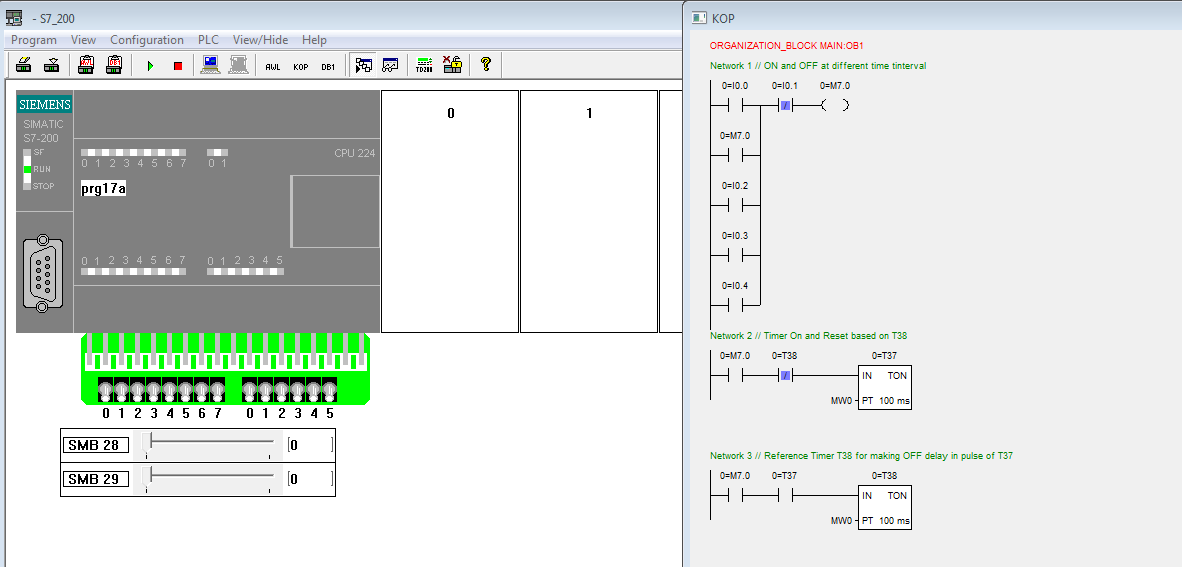 - S7_200
Program View Configuration PLC View/Hide Help
AWL KOP OB1 TD200 ?
SIEMENS
SIMATIC
S7-200
SF
RUN
STOP
0 1 2 3 4 5 6 7 0 1
CPU 224
prg17a
0 1 2 3 4 5 6 7 0 1 2 3 4 5
0 1 2 3 4 5 6 7 0 1 2 3 4 5
SMB 28 [0 ]
SMB 29 [0 ]
0 1
KOP
ORGANIZATION_BLOCK MAIN:OB1
Network 1 // ON and OFF at different time tinterval
0=I0.0 0=I0.1 0=M7.0
/
0=M7.0
0=I0.2
0=I0.3
0=I0.4
Network 2 // Timer On and Reset based on T38
0=M7.0 0=T38 0=T37
/ IN TON
MW0 - PT 100 ms
Network 3 // Reference Timer T38 for making OFF delay in pulse of T37
0=M7.0 0=T37 0=T38
IN TON
MW0 - PT 100 ms